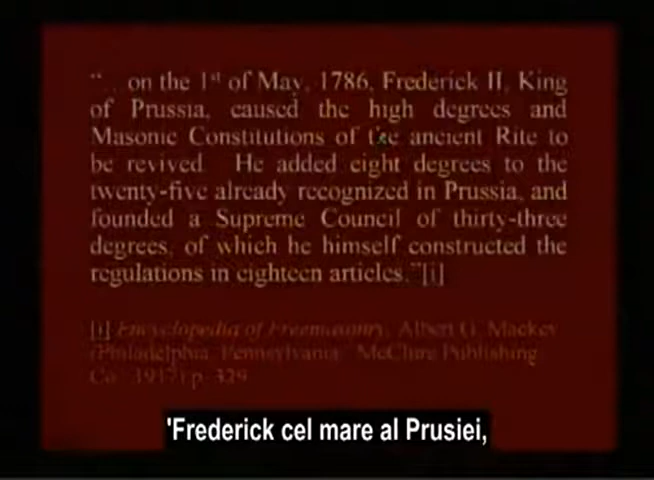 "... on the 1st of May, 1786, Frederick II, King
of Prussia, caused the high degrees and
Masonic Constitutions of the ancient Rite to
be revived. He added eight degrees to the
twenty-five already recognized in Prussia, and
founded a Supreme Council of thirty-three
degrees, of which he himself constructed the
regulations in eighteen articles."[i]
[i] Encyclopedia of Freemasonry, Albert G. Mackey
(Philadelphia, Pennsylvania: McClure Publishing
Co., 1917) p. 329
'Frederick cel mare al Prusiei,